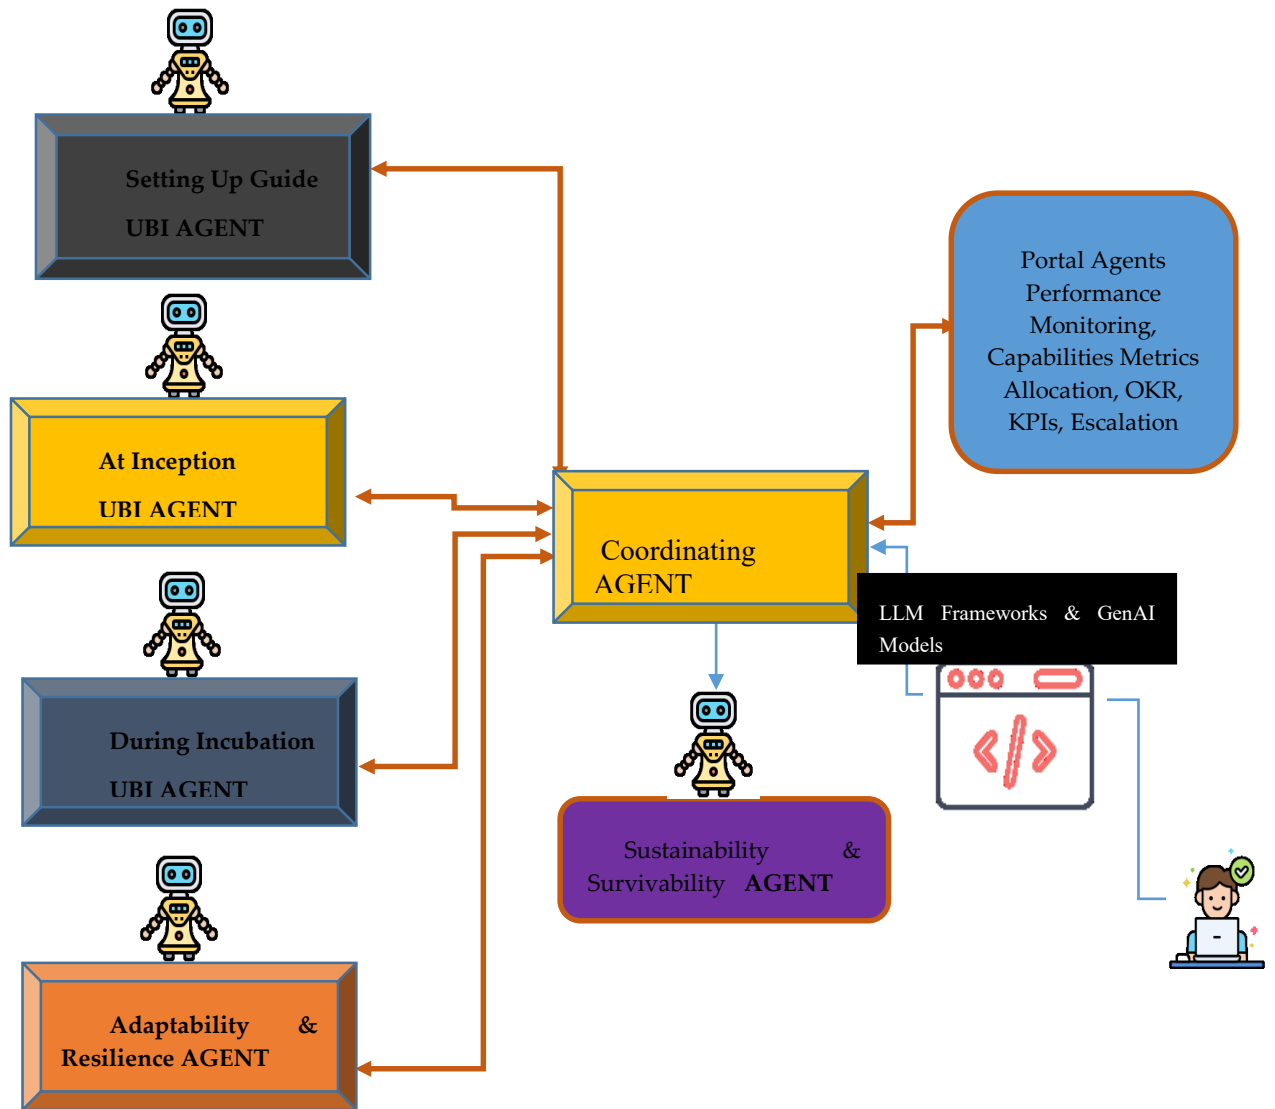 Setting Up Guide
UBI AGENT
Portal Agents
Performance
Monitoring,
Capabilities Metrics
Allocation, OKR,
KPIs, Escalation
At Inception
UBI AGENT
Coordinating
AGENT
LLM Frameworks & GenAI
Models
During Incubation
UBI AGENT
Sustainability &
Survivability AGENT
Adaptability &
Resilience AGENT